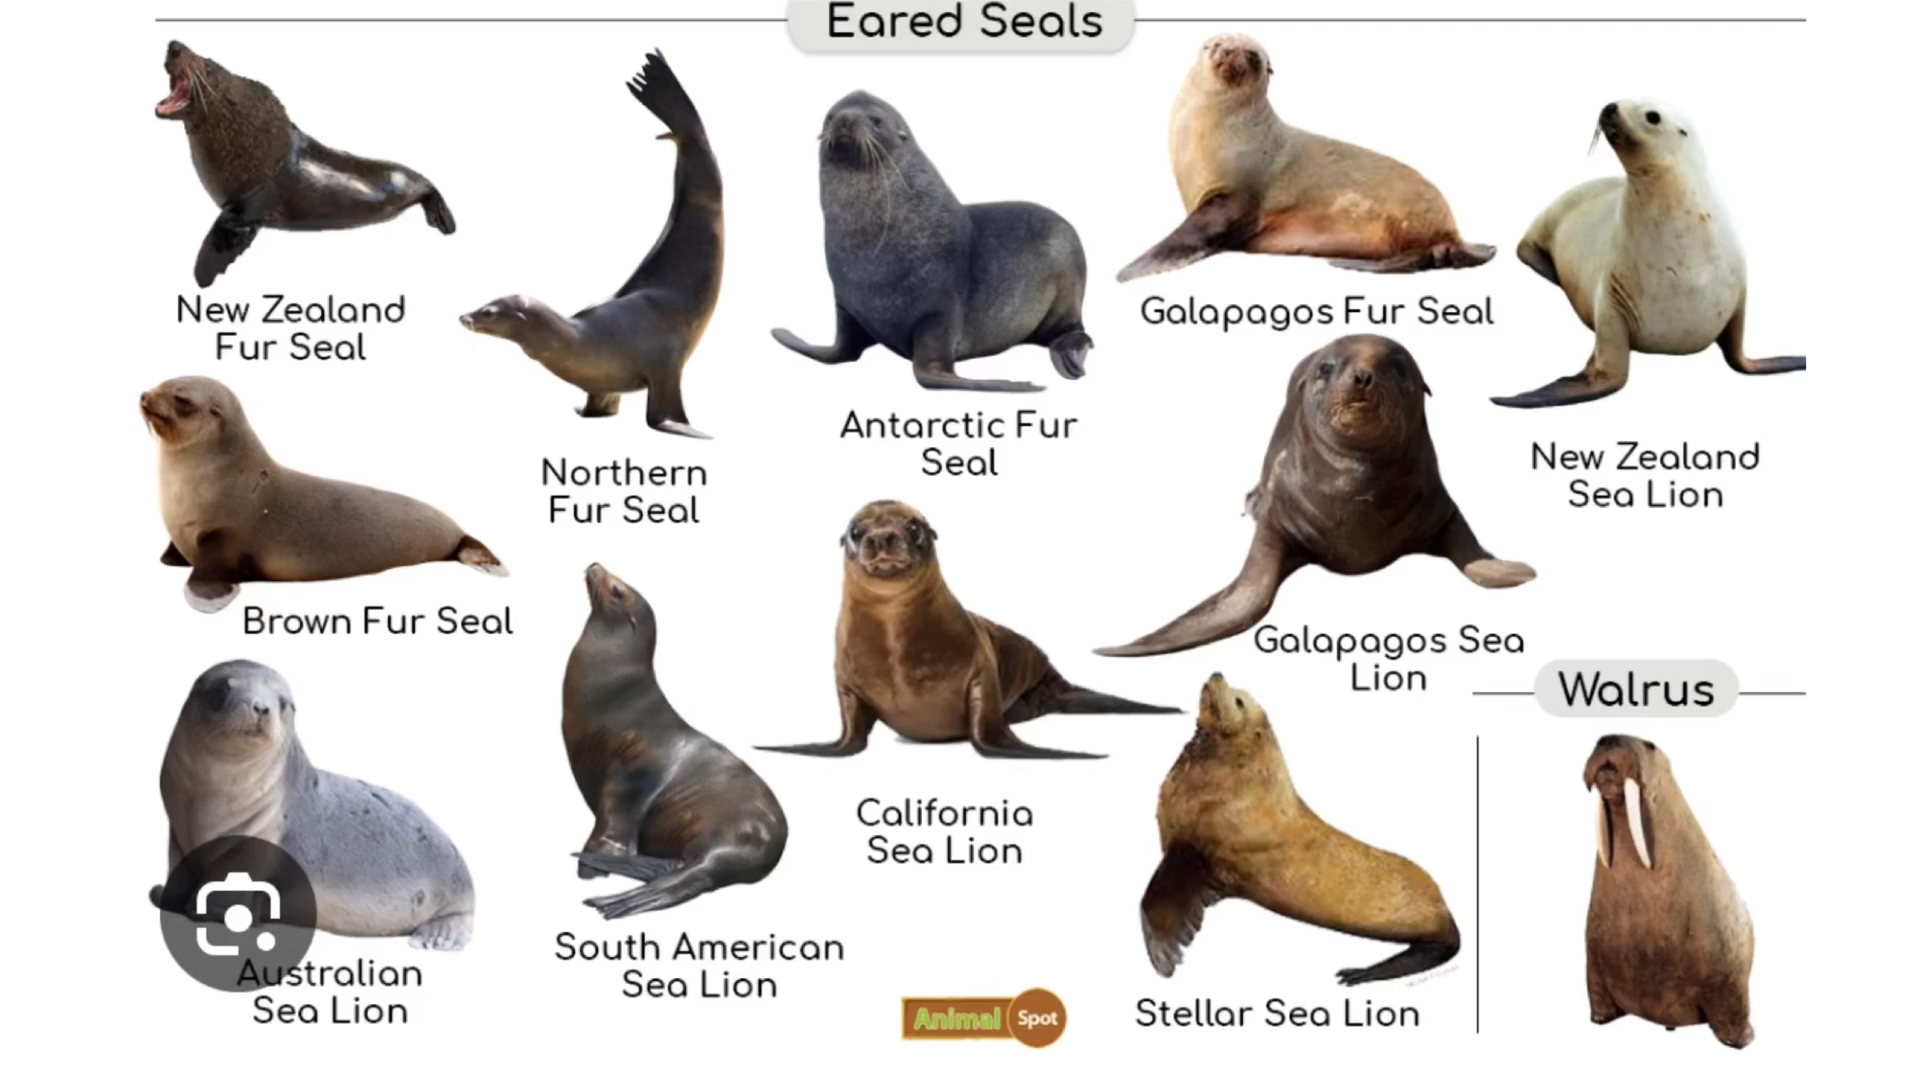 Eared Seals
New Zealand
Fur Seal
Northern
Fur Seal
Antarctic Fur
Seal
Galapagos Fur Seal
New Zealand
Sea Lion
Brown Fur Seal
Galapagos Sea
Lion
Australian
Sea Lion
South American
Sea Lion
California
Sea Lion
Stellar Sea Lion
Walrus
Animal Spot